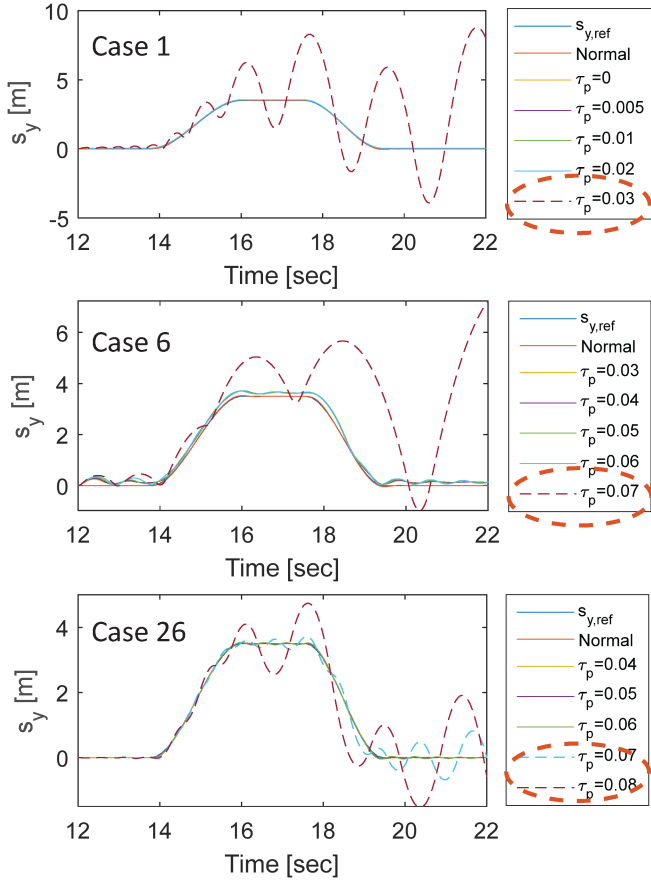 Case 1
s_y [m]
10
5
0
-5
12 14 16 18 20 22
Time [sec]
s_y,ref
Normal
τ_p=0
τ_p=0.005
τ_p=0.01
τ_p=0.02
τ_p=0.03
Case 6
s_y [m]
6
4
2
0
12 14 16 18 20 22
Time [sec]
s_y,ref
Normal
τ_p=0.03
τ_p=0.04
τ_p=0.05
τ_p=0.06
τ_p=0.07
Case 26
s_y [m]
4
2
0
12 14 16 18 20 22
Time [sec]
s_y,ref
Normal
τ_p=0.04
τ_p=0.05
τ_p=0.06
τ_p=0.07
τ_p=0.08